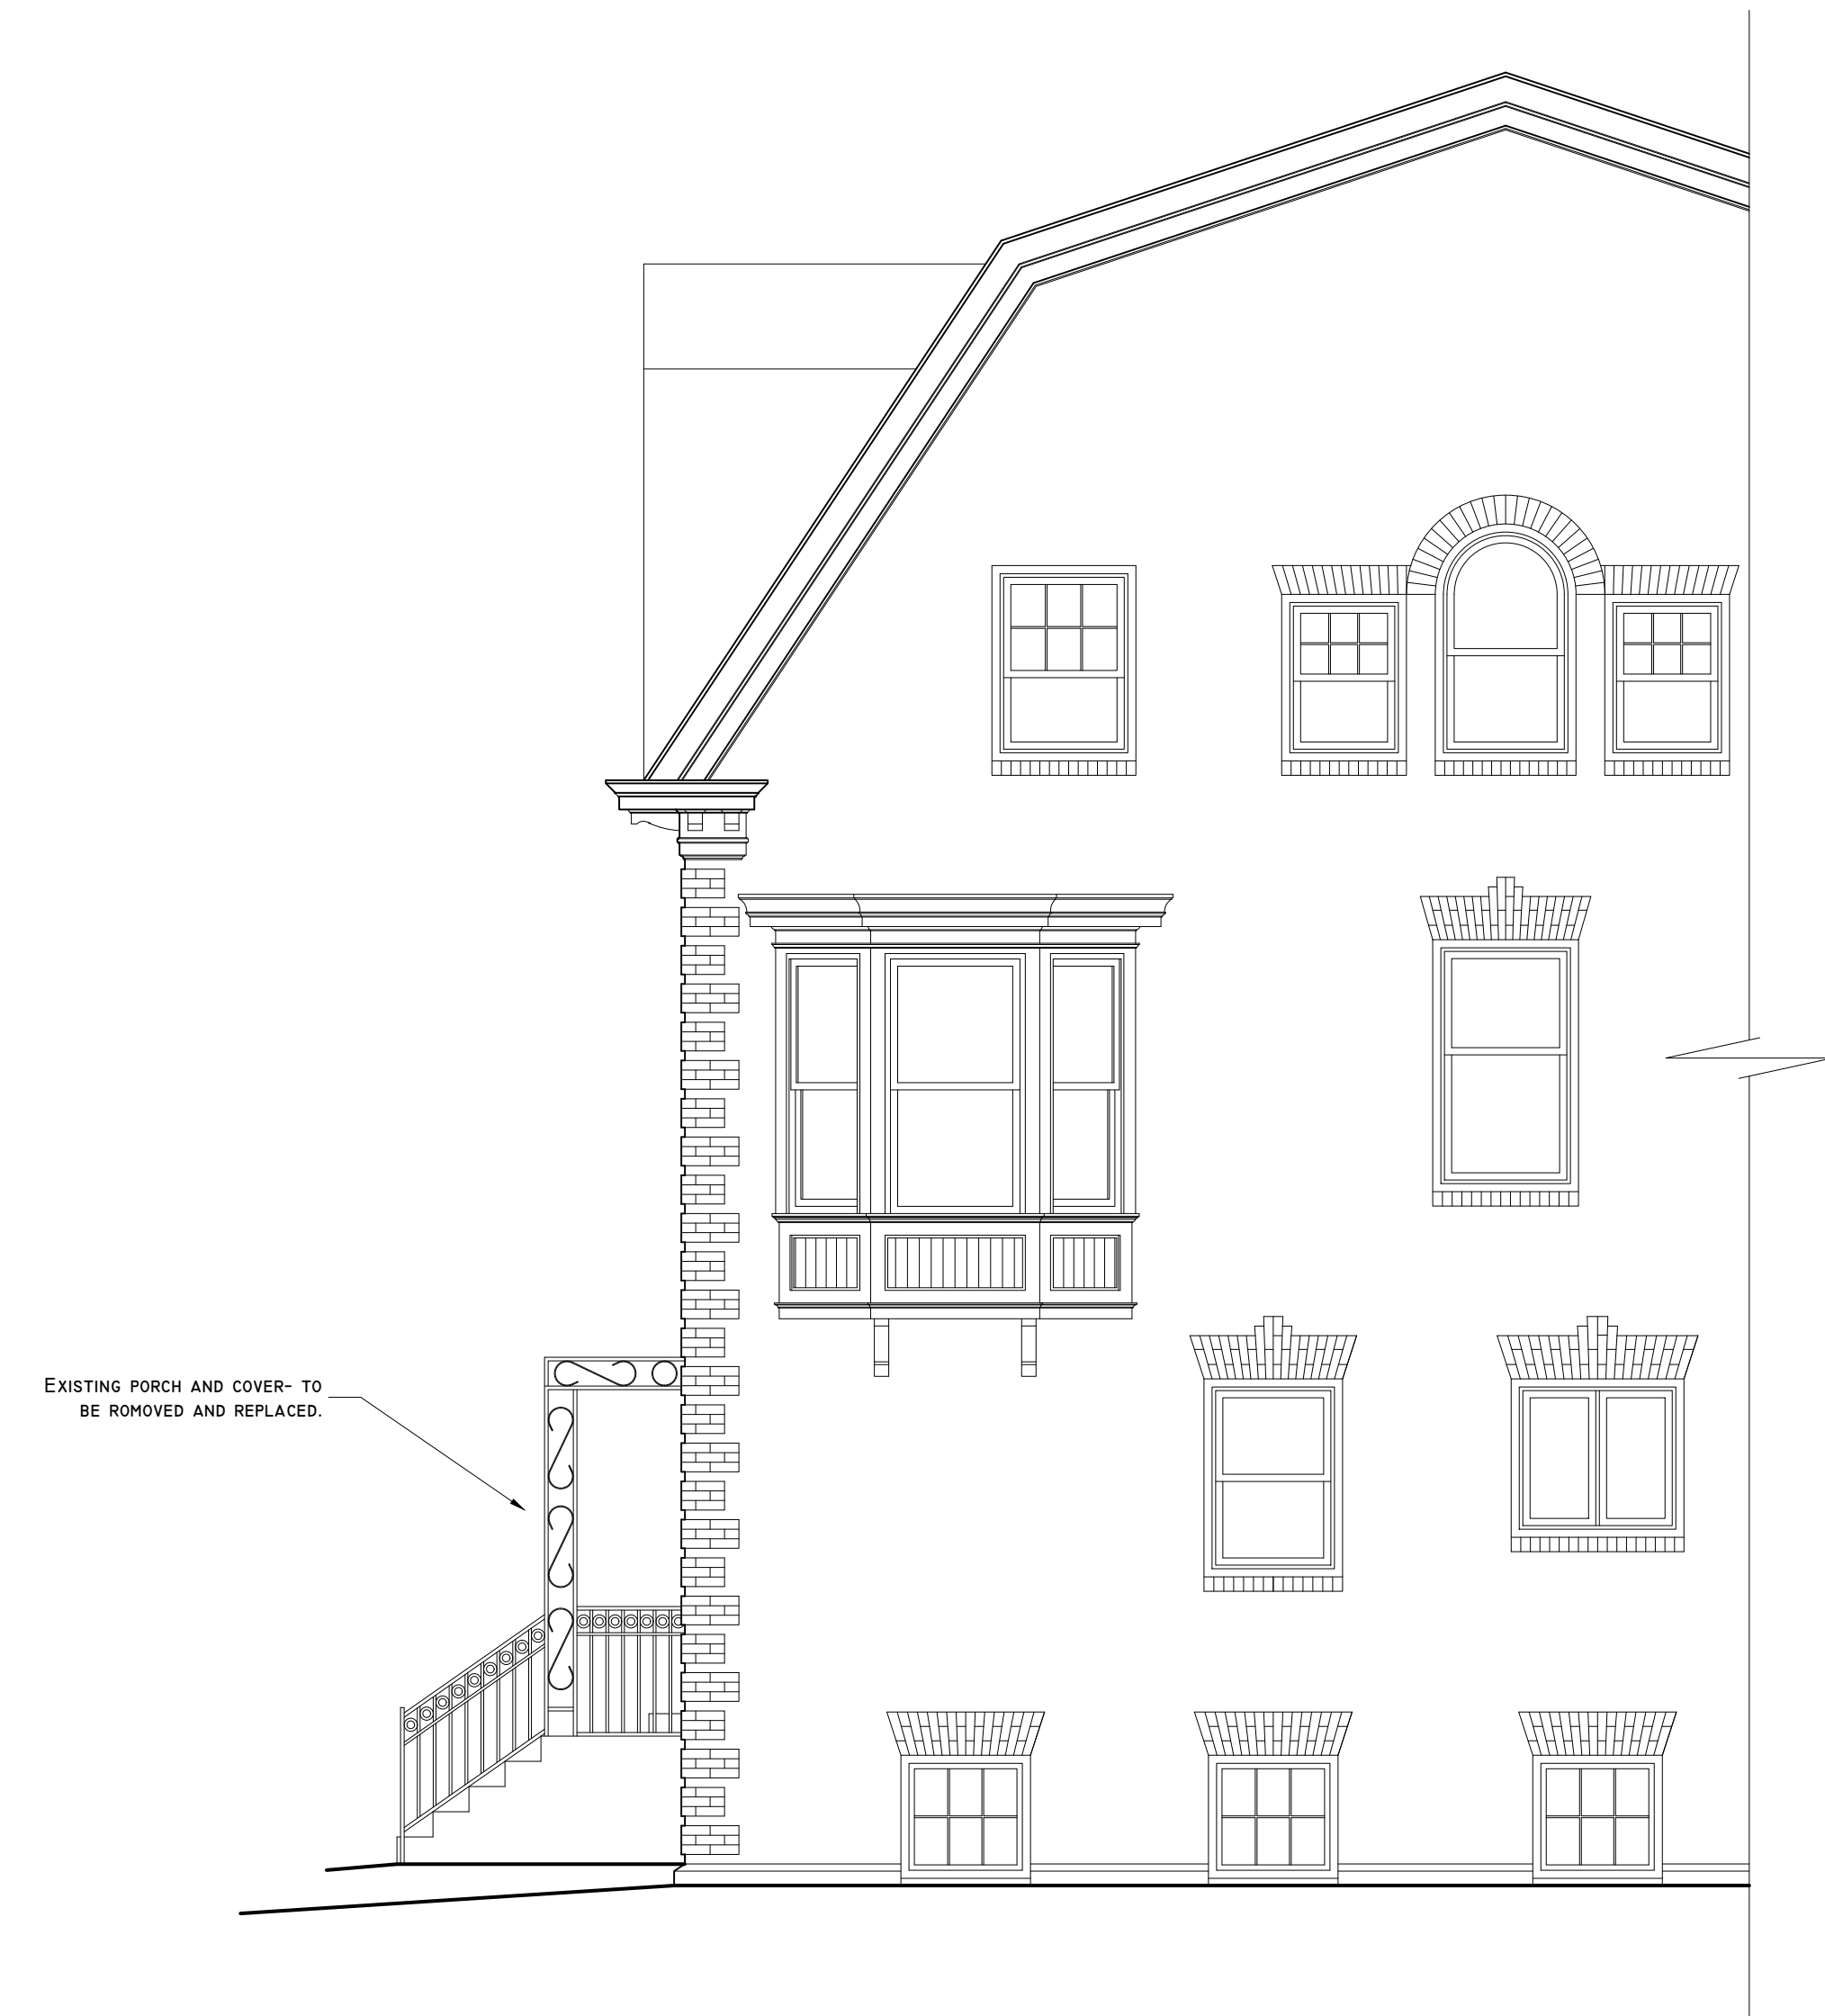 EXISTING PORCH AND COVER- TO
BE ROMOVED AND REPLACED.